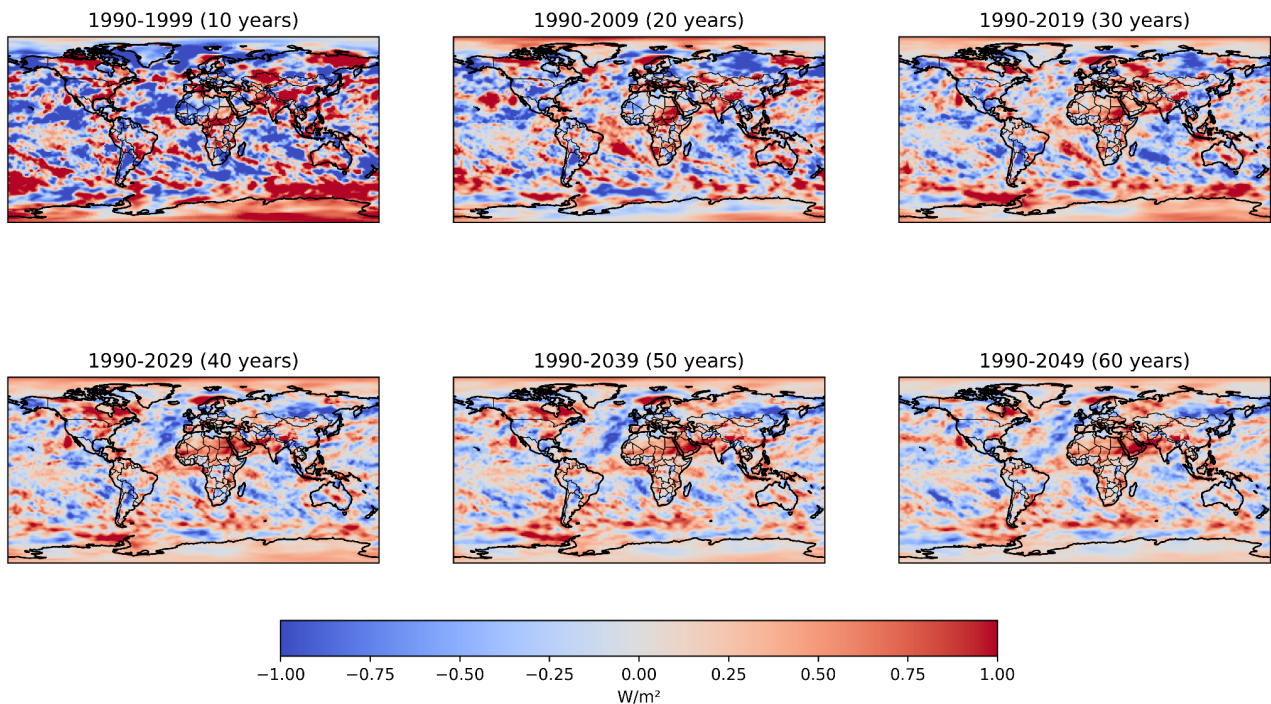 1990-1999 (10 years)
1990-2009 (20 years)
1990-2019 (30 years)
1990-2029 (40 years)
1990-2039 (50 years)
1990-2049 (60 years)
−1.00 −0.75 −0.50 −0.25 0.00 0.25 0.50 0.75 1.00
W/m²